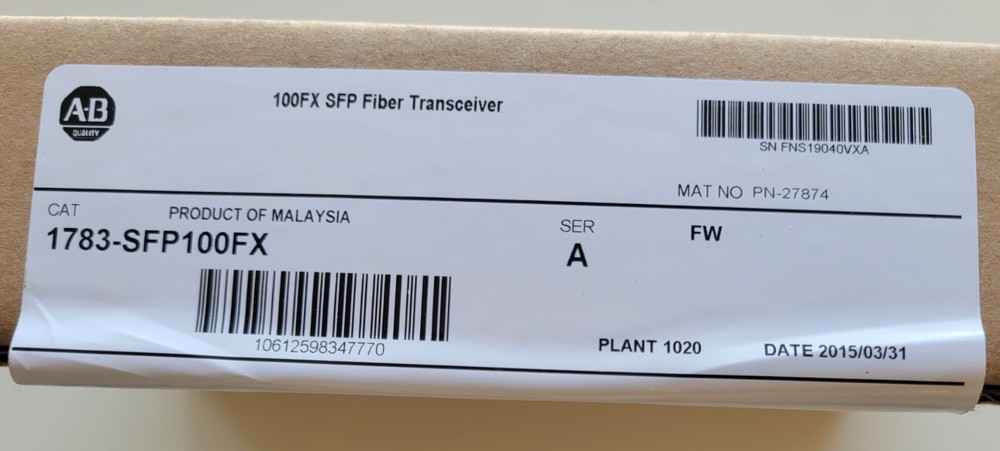 A-B
QUALITY
100FX SFP Fiber Transceiver
SN FNS19040VXA
MAT NO PN-27874
CAT
PRODUCT OF MALAYSIA
1783-SFP100FX
SER
A
FW
10612598347770
PLANT 1020
DATE 2015/03/31